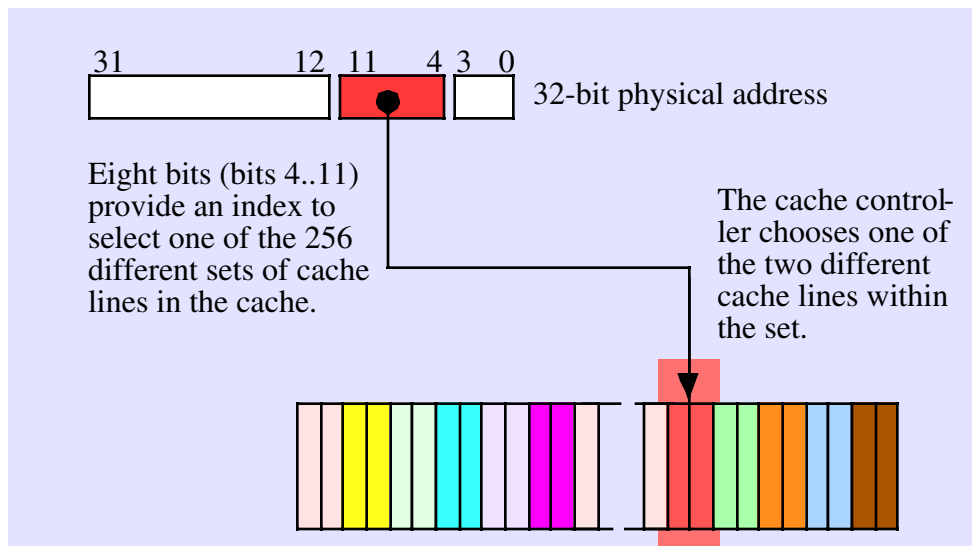 31 12 11 4 3 0
32-bit physical address
Eight bits (bits 4..11)
provide an index to
select one of the 256
different sets of cache
lines in the cache.
The cache control-
ler chooses one of
the two different
cache lines within
the set.